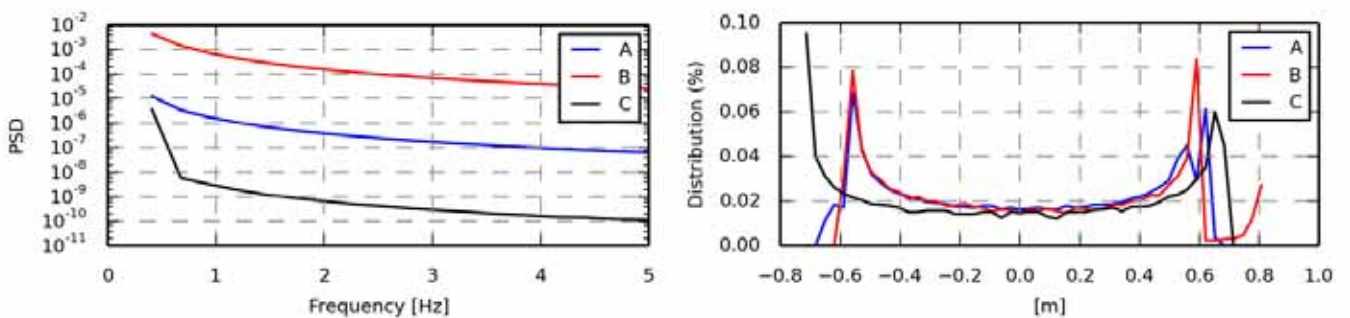 10^-2
10^-3
10^-4
10^-5
10^-6
10^-7
10^-8
10^-9
10^-10
10^-11
PSD
0 1 2 3 4 5
Frequency [Hz]
A
B
C
0.10
0.08
0.06
0.04
0.02
0.00
Distribution (%)
−0.8 −0.6 −0.4 −0.2 0.0 0.2 0.4 0.6 0.8 1.0
[m]
A
B
C